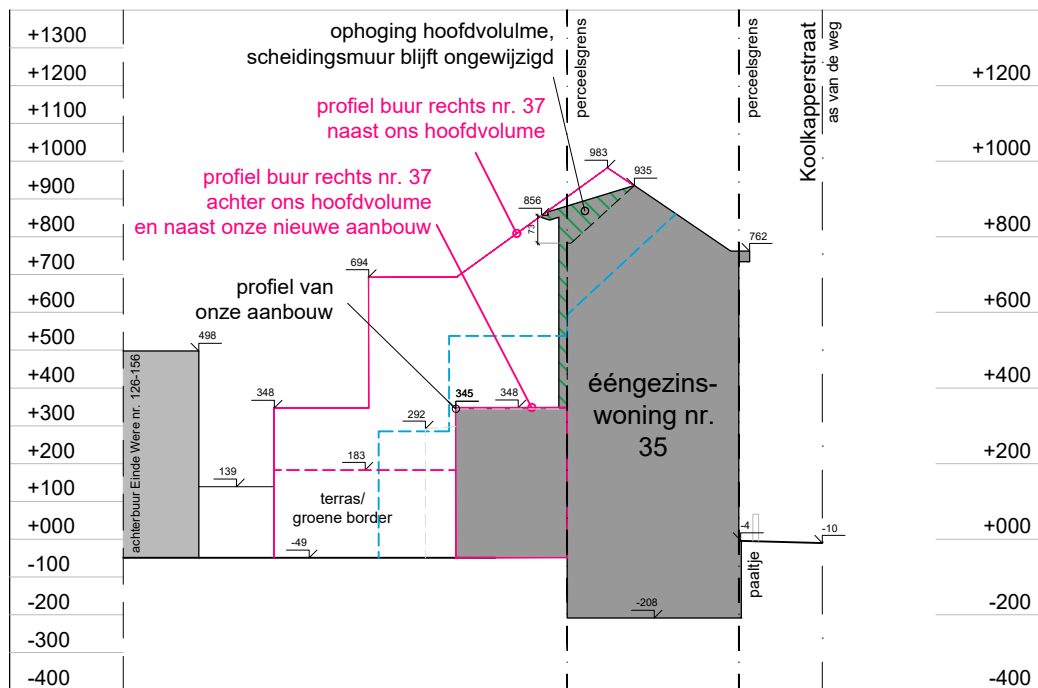 +1300
+1200
+1100
+1000
+900
+800
+700
+600
+500
+400
+300
+200
+100
+000
-100
-200
-300
-400
ophoging hoofdvolulme,
scheidingsmuur blijft ongewijzigd
profiel buur rechts nr. 37
naast ons hoofdvolume
profiel buur rechts nr. 37
achter ons hoofdvolume
en naast onze nieuwe aanbouw
profiel van
onze aanbouw
perceelsgrens
perceelsgrens
Koolkapperstraat
as van de weg
983
935
856
73
762
694
498
348
345
348
292
183
139
-49
terras/
groene border
achterbuur Einde Were nr. 126-156
ééngezins-
woning nr.
35
-4
-10
paaltje
-208
+1200
+1000
+800
+600
+400
+200
+000
-200
-400